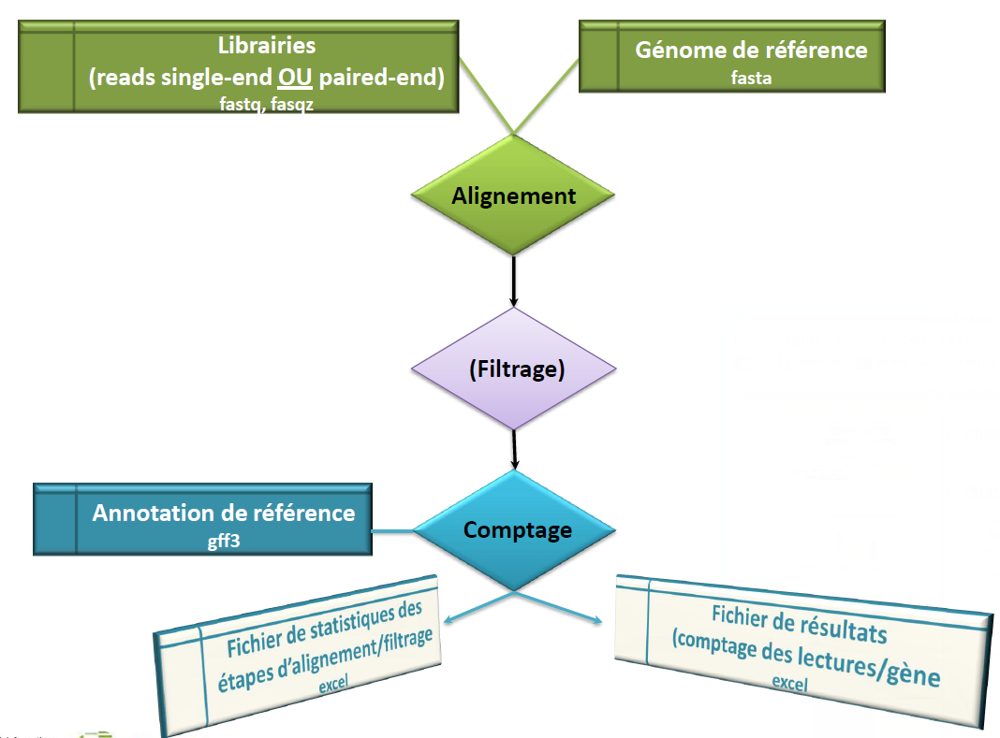 Librairies
(reads single-end OU paired-end)
fastq, fasqz
Génome de référence
fasta
Alignement
(Filtrage)
Annotation de référence
gff3
Comptage
Fichier de statistiques des
étapes d'alignement/filtrage
excel
Fichier de résultats
(comptage des lectures/gène
excel